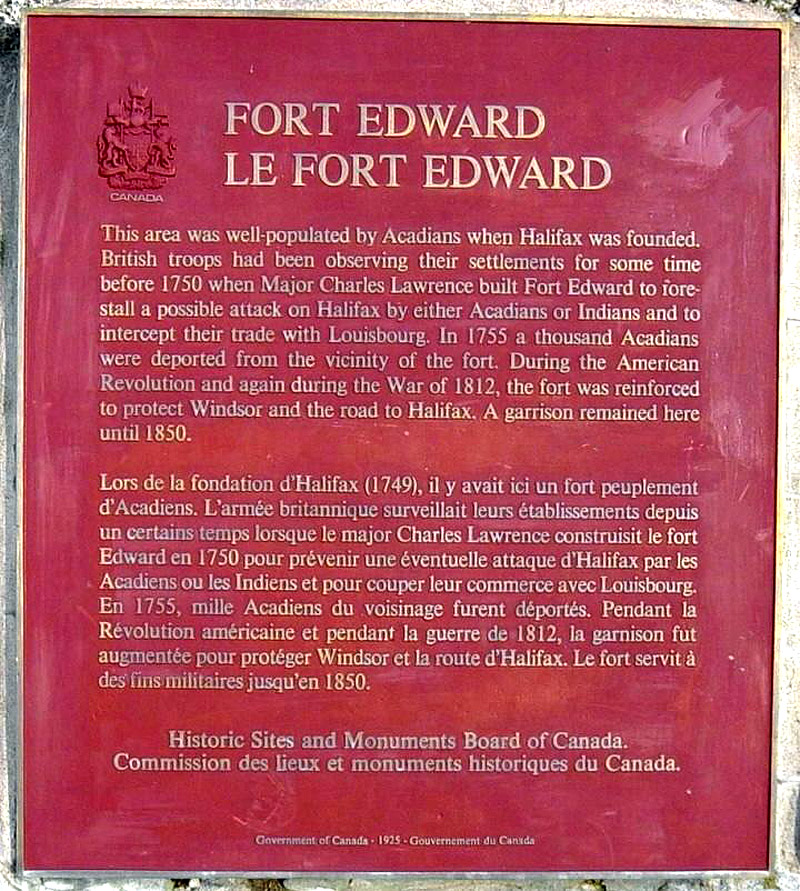 CANADA
FORT EDWARD
LE FORT EDWARD
This area was well-populated by Acadians when Halifax was founded.
British troops had been observing their settlements for some time
before 1750 when Major Charles Lawrence built Fort Edward to fore-
stall a possible attack on Halifax by either Acadians or Indians and to
intercept their trade with Louisbourg. In 1755 a thousand Acadians
were deported from the vicinity of the fort. During the American
Revolution and again during the War of 1812, the fort was reinforced
to protect Windsor and the road to Halifax. A garrison remained here
until 1850.
Lors de la fondation d'Halifax (1749), il y avait ici un fort peuplement
d'Acadiens. L'armée britannique surveillait leurs établissements depuis
un certains temps lorsque le major Charles Lawrence construisit le fort
Edward en 1750 pour prévenir une éventuelle attaque d'Halifax par les
Acadiens ou les Indiens et pour couper leur commerce avec Louisbourg.
En 1755, mille Acadiens du voisinage furent déportés. Pendant la
Révolution américaine et pendant la guerre de 1812, la garnison fut
augmentée pour protéger Windsor et la route d'Halifax. Le fort servit à
des fins militaires jusqu'en 1850.
Historic Sites and Monuments Board of Canada.
Commission des lieux et monuments historiques du Canada.
Government of Canada - 1925 - Gouvernement du Canada